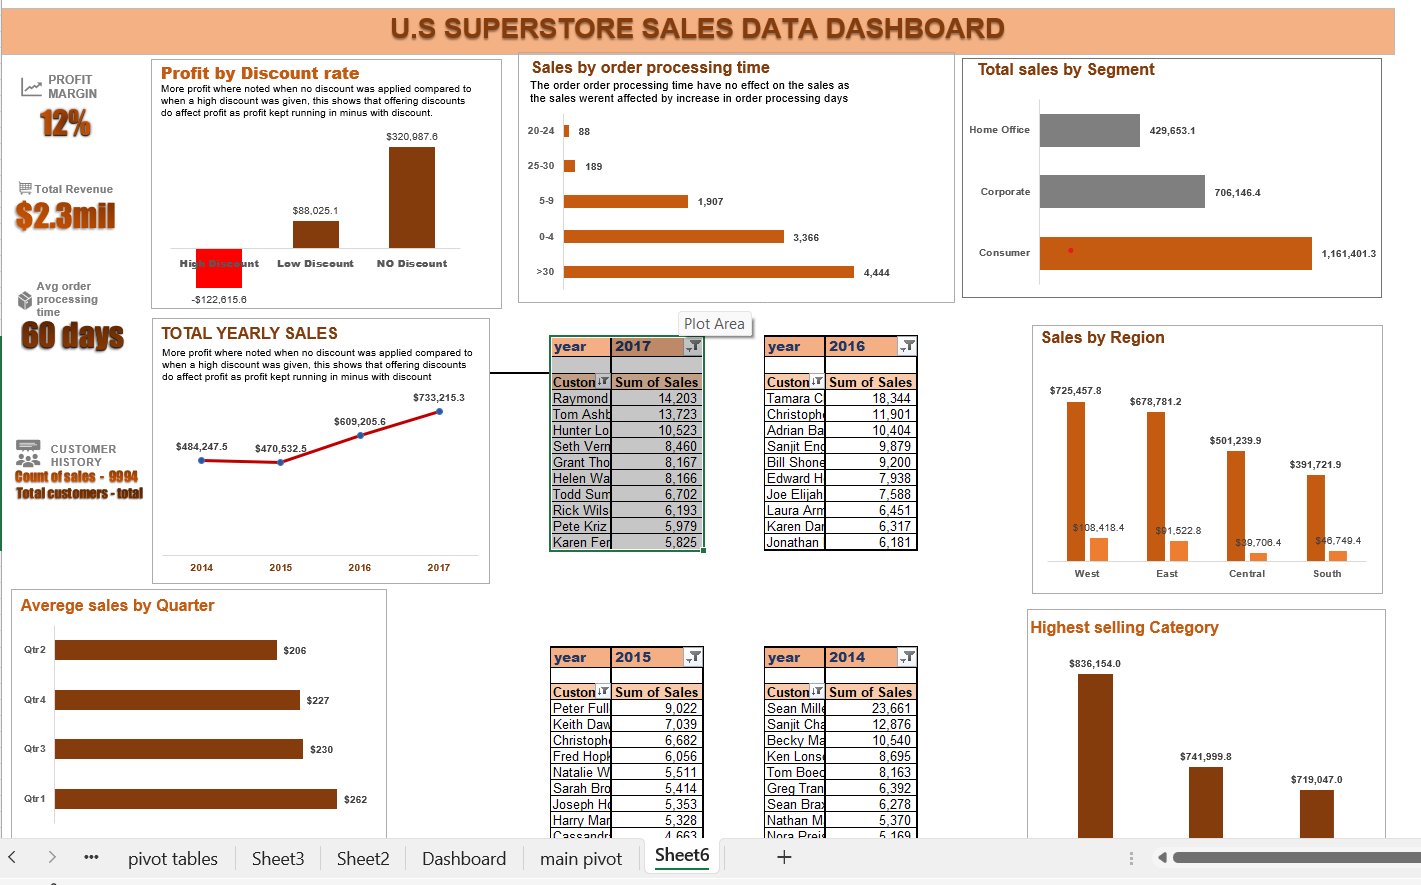 U.S SUPERSTORE SALES DATA DASHBOARD
PROFIT
MARGIN
12%
Total Revenue
$2.3mil
Avg order
processing
time
60 days
CUSTOMER
HISTORY
Count of sales - 9994
Total customers - total
Profit by Discount rate
More profit where noted when no discount was applied compared to
when a high discount was given, this shows that offering discounts
do affect profit as profit kept running in minus with discount.
$320,987.6
$88,025.1
High Discount Low Discount NO Discount
-$122,615.6
Sales by order processing time
The order order processing time have no effect on the sales as
the sales werent affected by increase in order processing days
20-24 88
25-30 189
5-9 1,907
0-4 3,366
>30 4,444
Total sales by Segment
Home Office 429,653.1
Corporate 706,146.4
Consumer 1,161,401.3
TOTAL YEARLY SALES
More profit where noted when no discount was applied compared to
when a high discount was given, this shows that offering discounts
do affect profit as profit kept running in minus with discount
$733,215.3
$609,205.6
$484,247.5 $470,532.5
2014 2015 2016 2017
Plot Area
year 2017
Custon Sum of Sales
Raymond 14,203
Tom Ashb 13,723
Hunter Lo 10,523
Seth Vern 8,460
Grant Tho 8,167
Helen Wa 8,166
Todd Sum 6,702
Rick Wils 6,193
Pete Kriz 5,979
Karen Fer 5,825
year 2016
Custon Sum of Sales
Tamara C 18,344
Christoph 11,901
Adrian Ba 10,404
Sanjit Eng 9,879
Bill Shone 9,200
Edward H 7,938
Joe Elijah 7,588
Laura Arm 6,451
Karen Dar 6,317
Jonathan 6,181
Sales by Region
$725,457.8
$678,781.2
$501,239.9
$391,721.9
$108,418.4 $91,522.8 $39,706.4 $46,749.4
West East Central South
Averege sales by Quarter
Qtr2 $206
Qtr4 $227
Qtr3 $230
Qtr1 $262
year 2015
Custon Sum of Sales
Peter Full 9,022
Keith Daw 7,039
Christoph 6,682
Fred Hopk 6,056
Natalie W 5,511
Sarah Bro 5,414
Joseph Ho 5,353
Harry Mar 5,328
Cassandr 4,663
year 2014
Custon Sum of Sales
Sean Mille 23,661
Sanjit Cha 12,876
Becky Ma 10,540
Ken Lons 8,695
Tom Boec 8,163
Greg Tran 6,392
Sean Brax 6,278
Nathan M 5,370
Nora Preis 5,169
Highest selling Category
$836,154.0
$741,999.8
$719,047.0
pivot tables Sheet3 Sheet2 Dashboard main pivot Sheet6